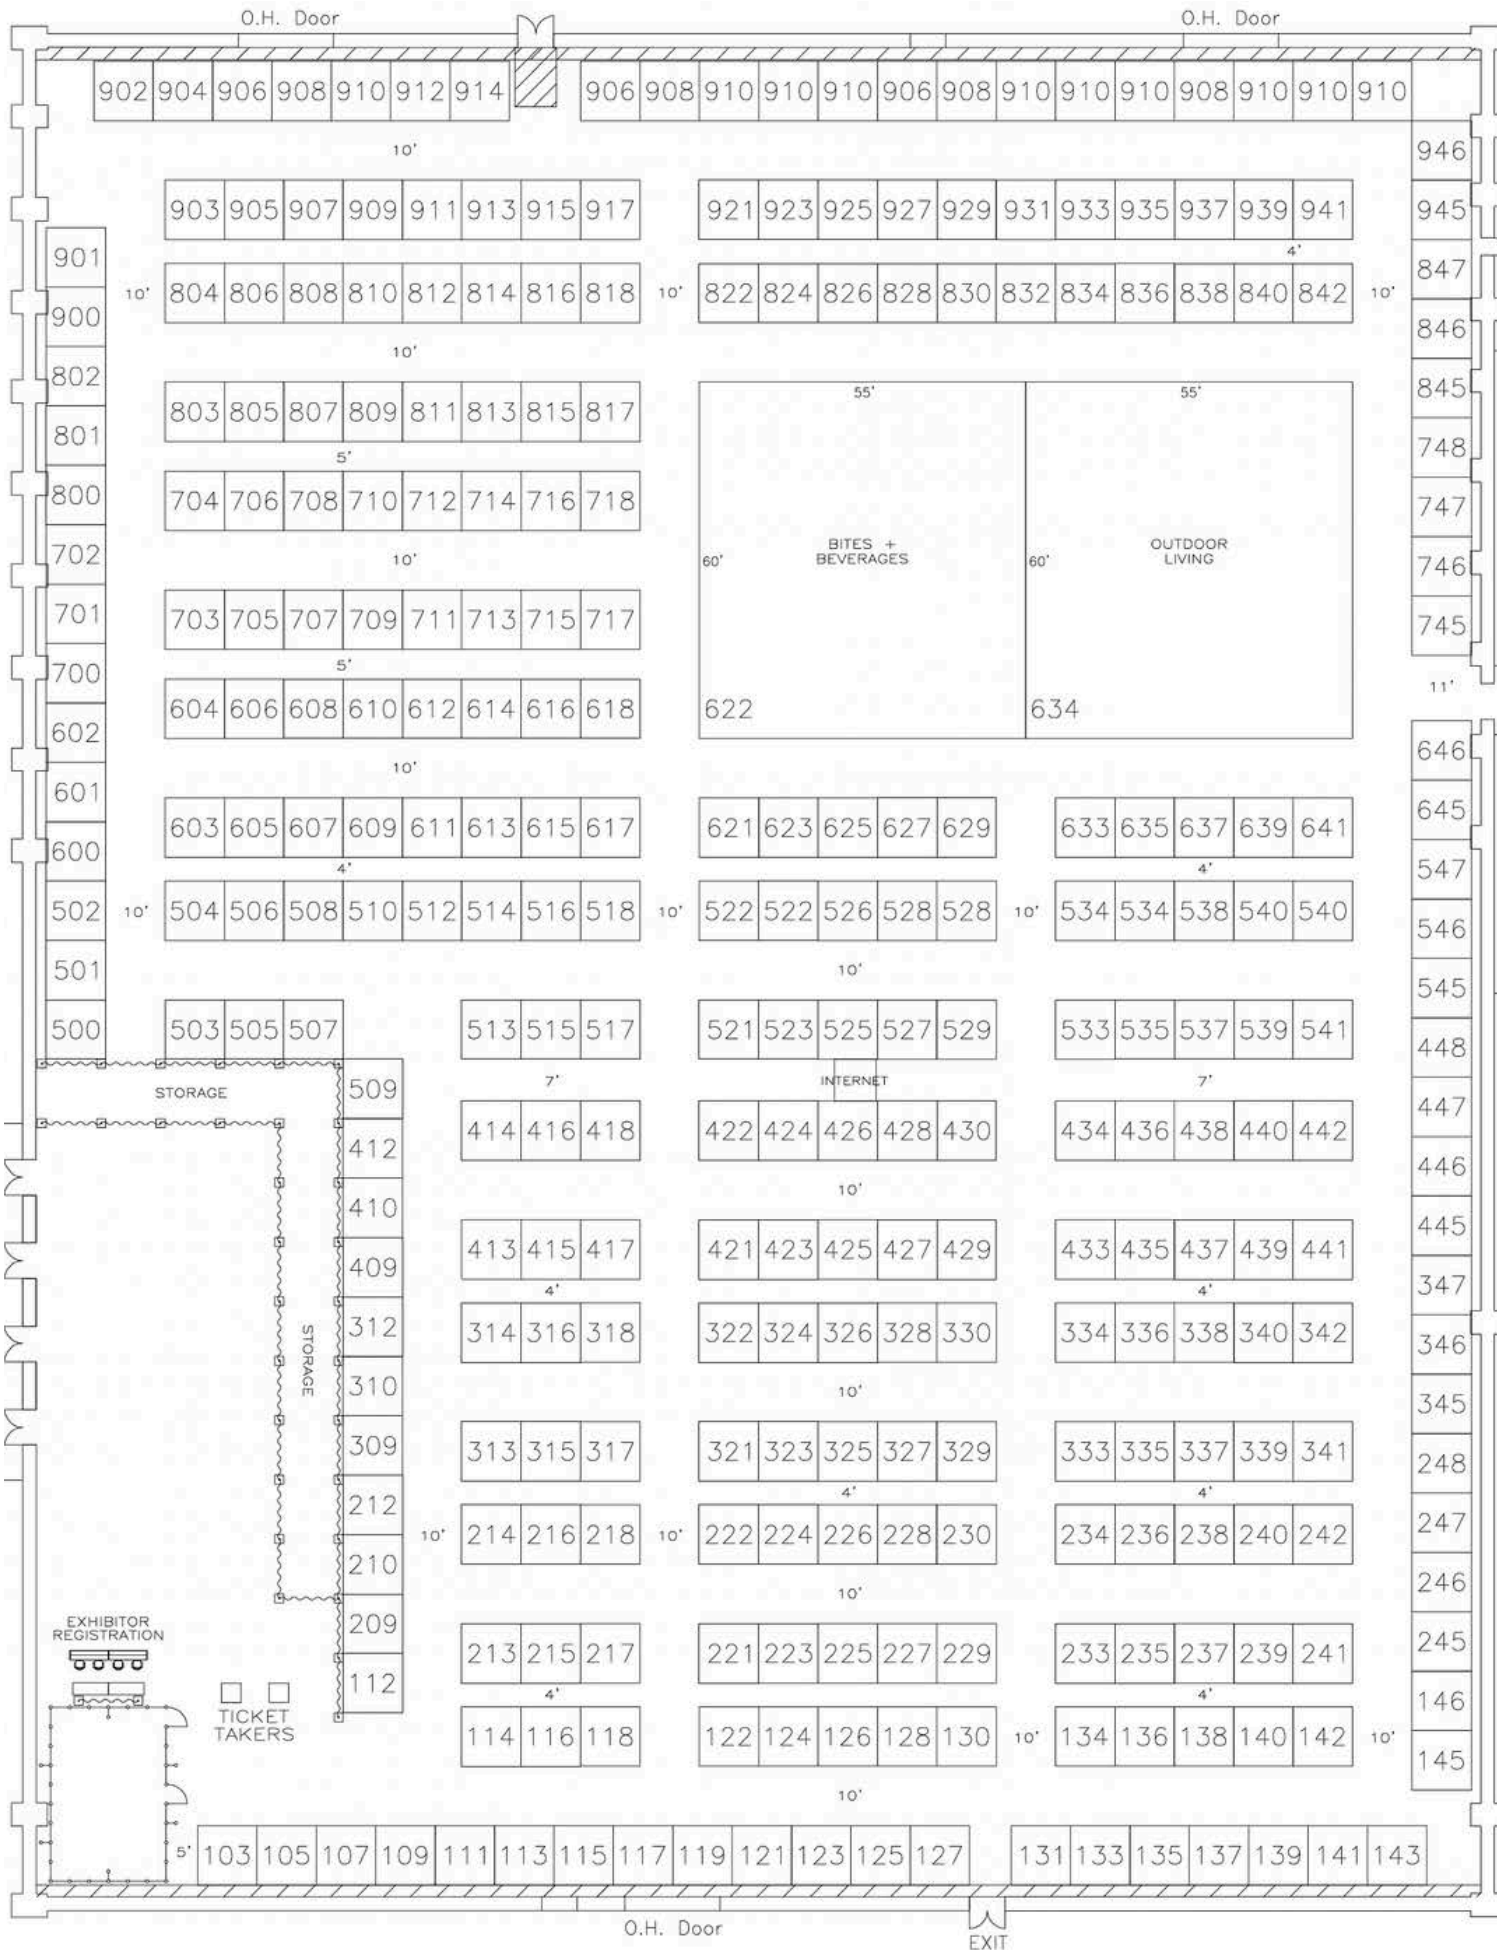 O.H. Door O.H. Door
902 904 906 908 910 912 914 906 908 910 910 910 906 908 910 910 910 908 910 910 910
10' 946
903 905 907 909 911 913 915 917 921 923 925 927 929 931 933 935 937 939 941 945
901 4' 847
10' 804 806 808 810 812 814 816 818 10' 822 824 826 828 830 832 834 836 838 840 842 10'
900 846
10'
802 55' 55' 845
803 805 807 809 811 813 815 817
801 748
5'
800 704 706 708 710 712 714 716 718 747
702 10' 60' BITES + 60' OUTDOOR 746
BEVERAGES LIVING
701 703 705 707 709 711 713 715 717 745
5'
700 11'
602 604 606 608 610 612 614 616 618 622 634
646
10'
601 645
603 605 607 609 611 613 615 617 621 623 625 627 629 633 635 637 639 641
600 4' 4' 547
502 10' 504 506 508 510 512 514 516 518 10' 522 522 526 528 528 10' 534 534 538 540 540
546
501 10' 545
500 503 505 507 513 515 517 521 523 525 527 529 533 535 537 539 541 448
STORAGE 509 7' INTERNET 7' 447
412 414 416 418 422 424 426 428 430 434 436 438 440 442 446
410 10' 445
409 413 415 417 421 423 425 427 429 433 435 437 439 441 347
4' 4'
STORAGE 312 314 316 318 322 324 326 328 330 334 336 338 340 342 346
310 10' 345
309 313 315 317 321 323 325 327 329 333 335 337 339 341 248
4' 4'
212 247
10' 214 216 218 10' 222 224 226 228 230 234 236 238 240 242
210 10' 246
EXHIBITOR
REGISTRATION
209 213 215 217 221 223 225 227 229 233 235 237 239 241 245
112 4' 4' 146
TICKET
TAKERS
114 116 118 122 124 126 128 130 10' 134 136 138 140 142 10' 145
10'
5' 103 105 107 109 111 113 115 117 119 121 123 125 127 131 133 135 137 139 141 143
O.H. Door
EXIT